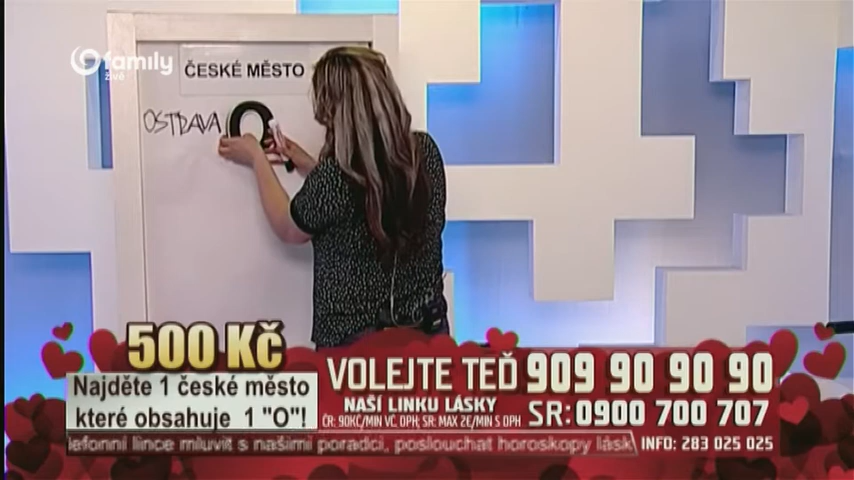 family
živě
ČESKÉ MĚSTO
OSTRAVA
O
500 Kč
Najděte 1 české město
které obsahuje 1 "O"!
VOLEJTE TEĎ 909 90 90 90
NAŠÍ LINKU LÁSKY
ČR: 90KČ/MIN VČ. DPH; SR: MAX 2€/MIN S DPH
SR: 0900 700 707
lefonní lince mluvit s našimi poradci, poslouchat horoskopy lásk
INFO: 283 025 025